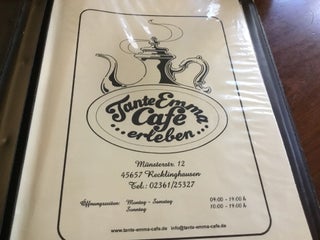 Tante Emma
Café
...erleben...
Münsterstr. 12
45657 Recklinghausen
Tel.: 02361/25327
Öffnungszeiten: Montag - Samstag 09.00 - 19.00 h
Sonntag 10.00 - 19.00 h
www.tante-emma-cafe.de info@tante-emma-cafe.de